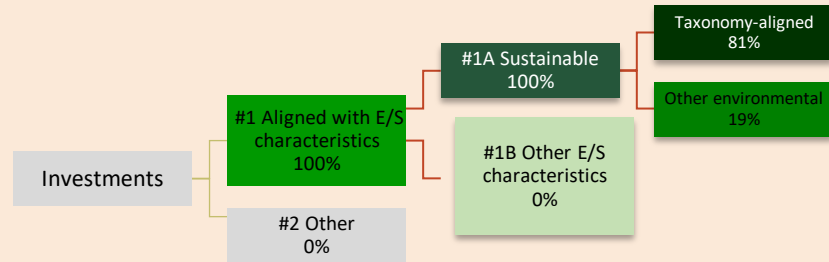 Investments
#1 Aligned with E/S
characteristics
100%
#2 Other
0%
#1A Sustainable
100%
#1B Other E/S
characteristics
0%
Taxonomy-aligned
81%
Other environmental
19%